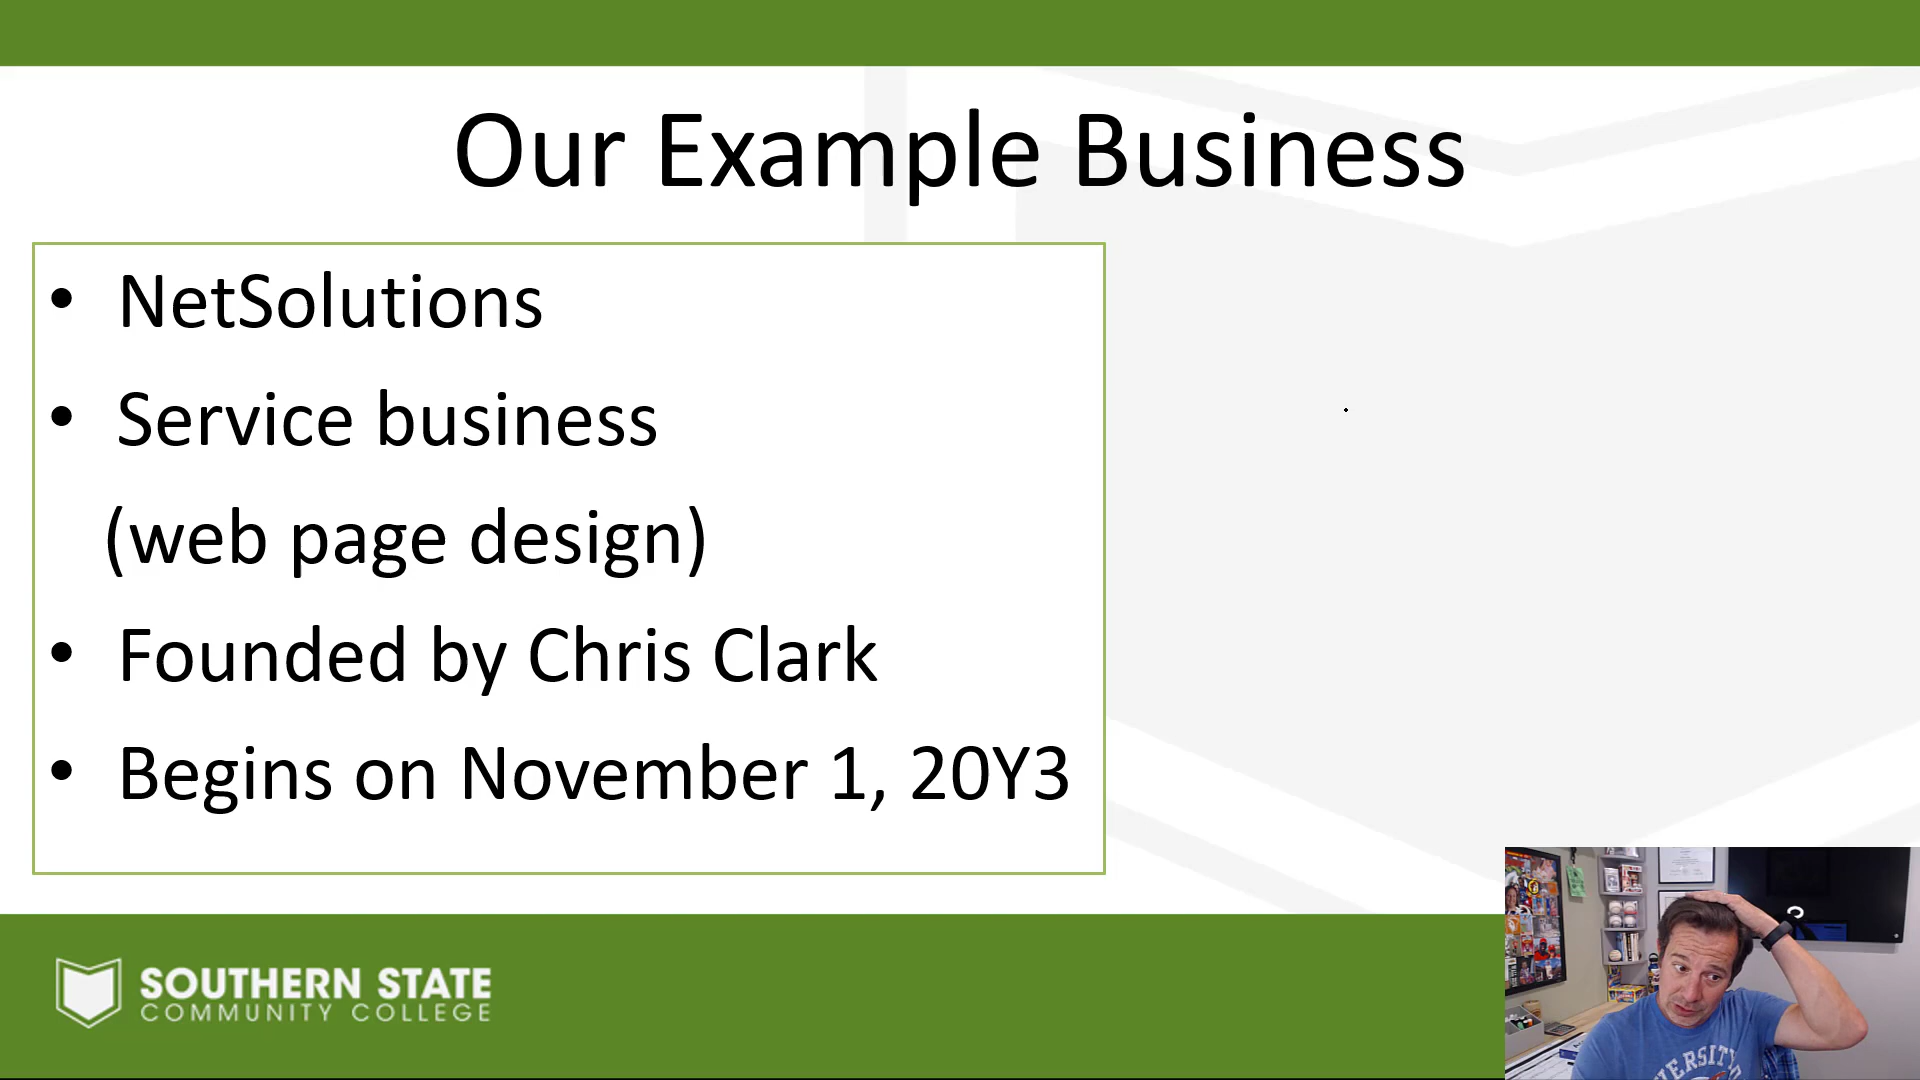 Our Example Business
• NetSolutions
• Service business
(web page design)
• Founded by Chris Clark
• Begins on November 1, 20Y3
SOUTHERN STATE
COMMUNITY COLLEGE